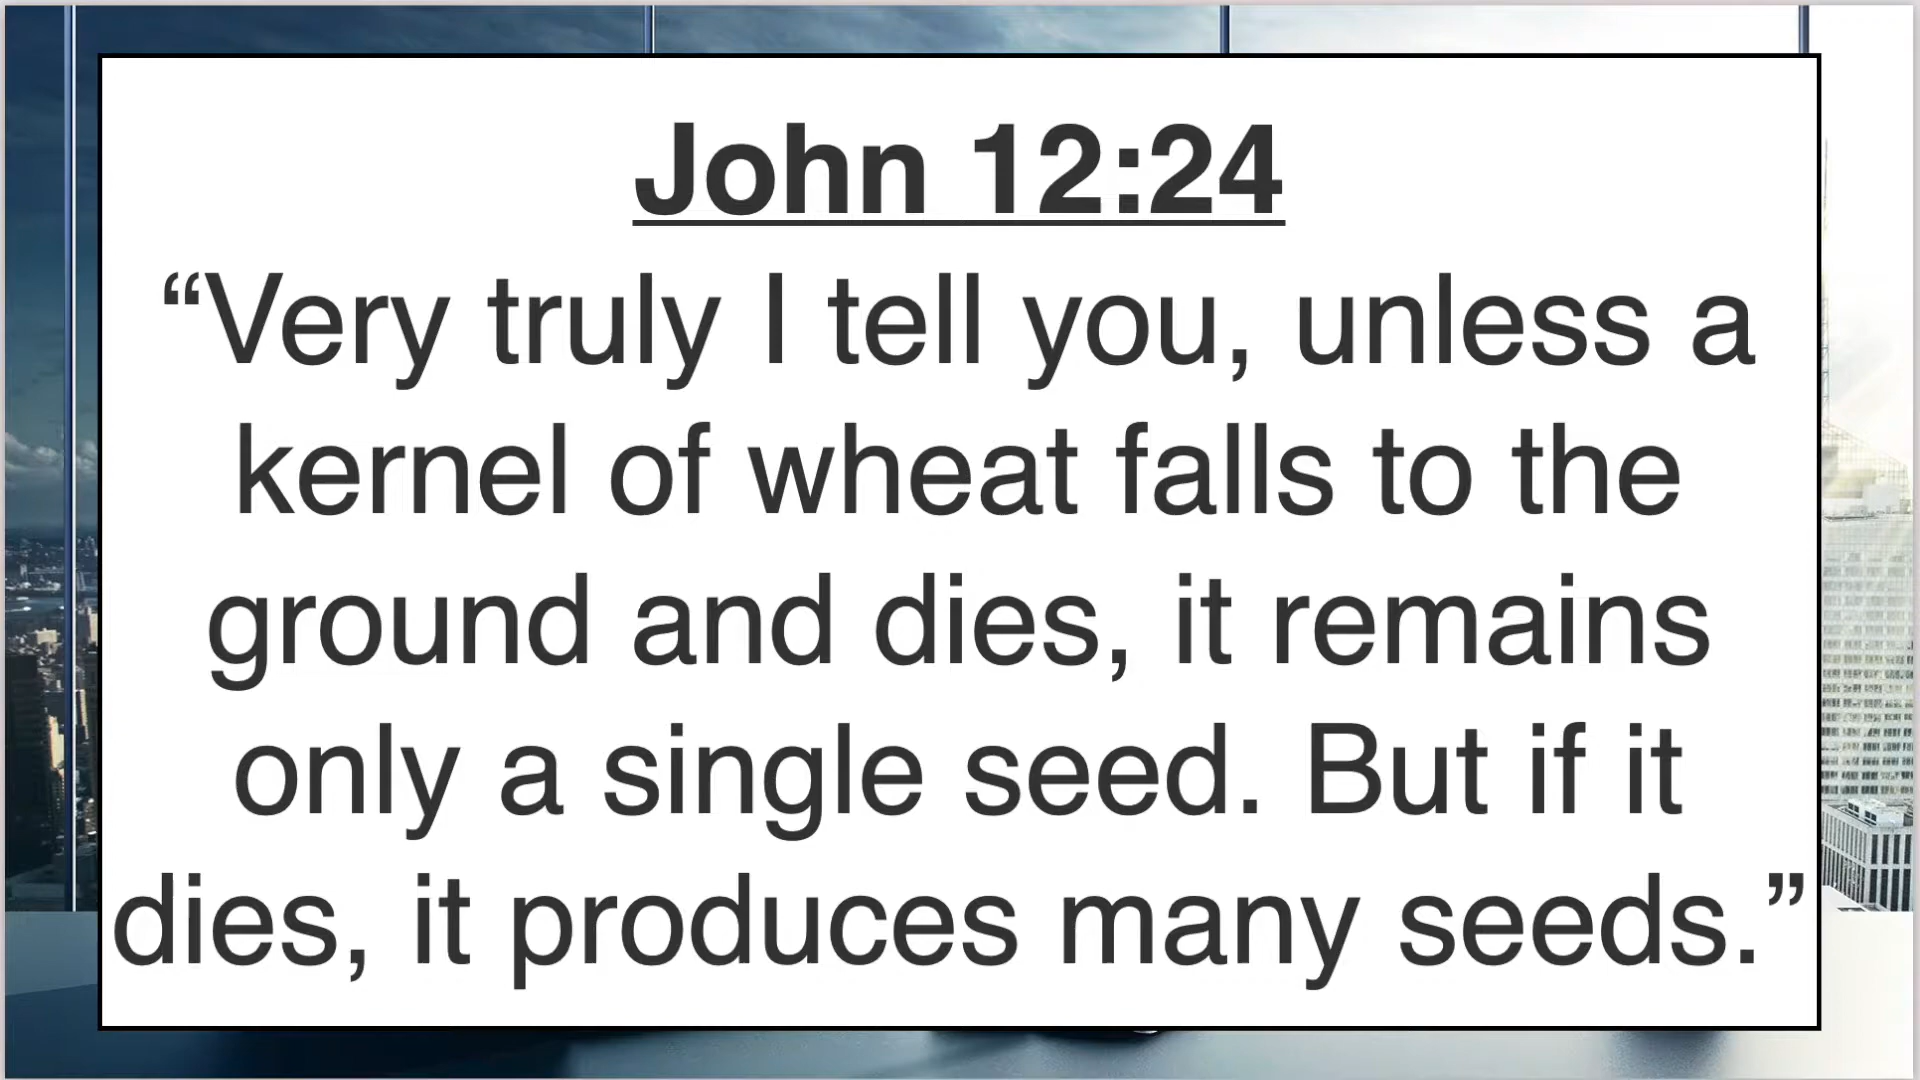 John 12:24
“Very truly I tell you, unless a
kernel of wheat falls to the
ground and dies, it remains
only a single seed. But if it
dies, it produces many seeds.”